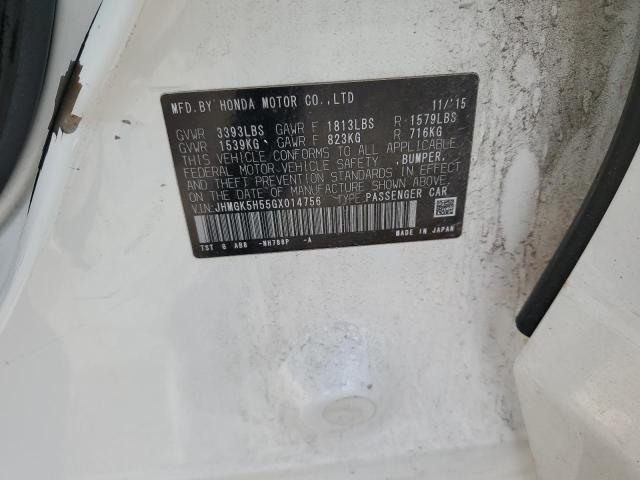 MFD.BY HONDA MOTOR CO.,LTD 11/'15
GVWR 3393LBS GAWR F 1813LBS R 1579LBS
GVWR 1539KG GAWR F 823KG R 716KG
THIS VEHICLE CONFORMS TO ALL APPLICABLE
FEDERAL MOTOR VEHICLE SAFETY ,BUMPER,
AND THEFT PREVENTION STANDARDS IN EFFECT
ON THE DATE OF MANUFACTURE SHOWN ABOVE.
V.I.N:JHMGK5H55GX014756 TYPE:PASSENGER CAR
TST 6 AB8 -NH788P -A MADE IN JAPAN